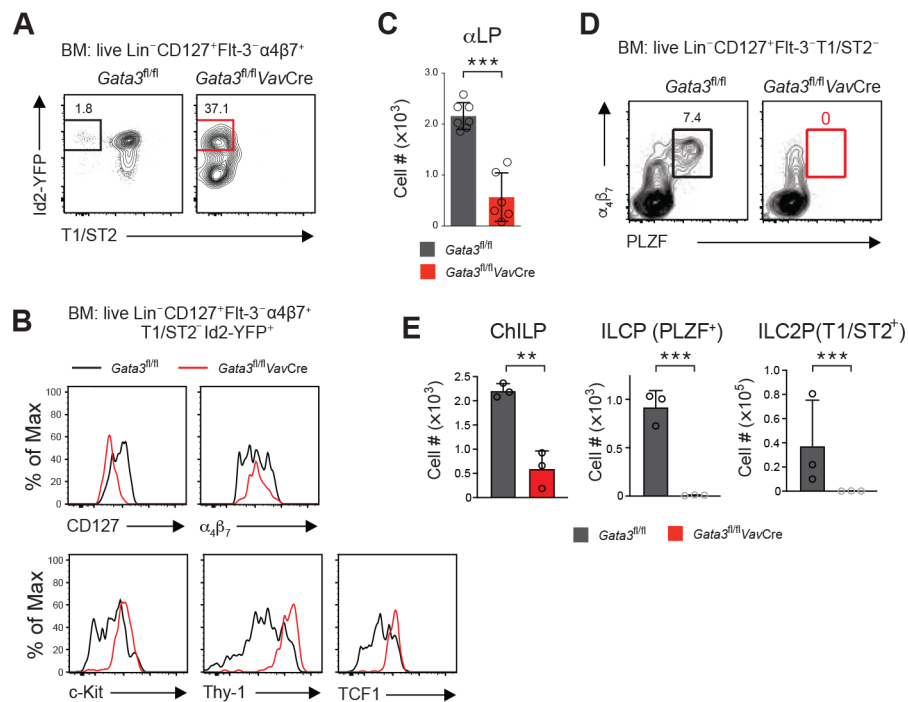 A
BM: live Lin⁻CD127⁺Flt-3⁻α4β7⁺
Gata3fl/fl
Gata3fl/flVavCre
1.8
37.1
Id2-YFP
T1/ST2
B
BM: live Lin⁻CD127⁺Flt-3⁻α4β7⁺
T1/ST2⁻Id2-YFP⁺
Gata3fl/fl
Gata3fl/flVavCre
% of Max
100
80
60
40
20
0
CD127
α₄β₇
% of Max
100
80
60
40
20
0
c-Kit
Thy-1
TCF1
C
αLP
***
3.0
2.0
1.0
0
Cell # (×10³)
Gata3fl/fl
Gata3fl/flVavCre
D
BM: live Lin⁻CD127⁺Flt-3⁻T1/ST2⁻
Gata3fl/fl
Gata3fl/flVavCre
7.4
0
α₄β₇
PLZF
E
ChILP
**
2.5
2.0
1.5
1.0
0.5
0
Cell # (×10³)
ILCP (PLZF⁺)
***
1.0
0.5
0
Cell # (×10³)
ILC2P(T1/ST2⁺)
***
1.0
0.8
0.6
0.4
0.2
0
Cell # (×10⁵)
Gata3fl/fl
Gata3fl/flVavCre